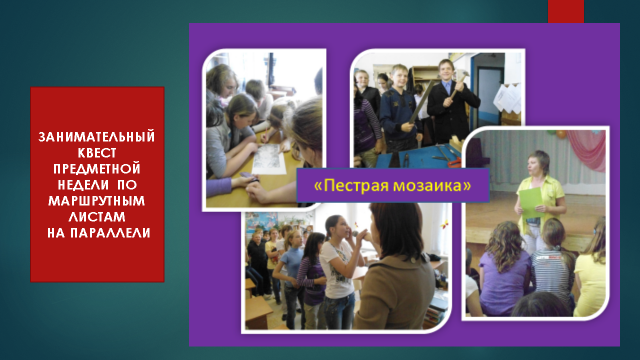 ЗАНИМАТЕЛЬНЫЙ
КВЕСТ
ПРЕДМЕТНОЙ
НЕДЕЛИ ПО
МАРШРУТНЫМ
ЛИСТАМ
НА ПАРАЛЛЕЛИ
«Пестрая мозаика»